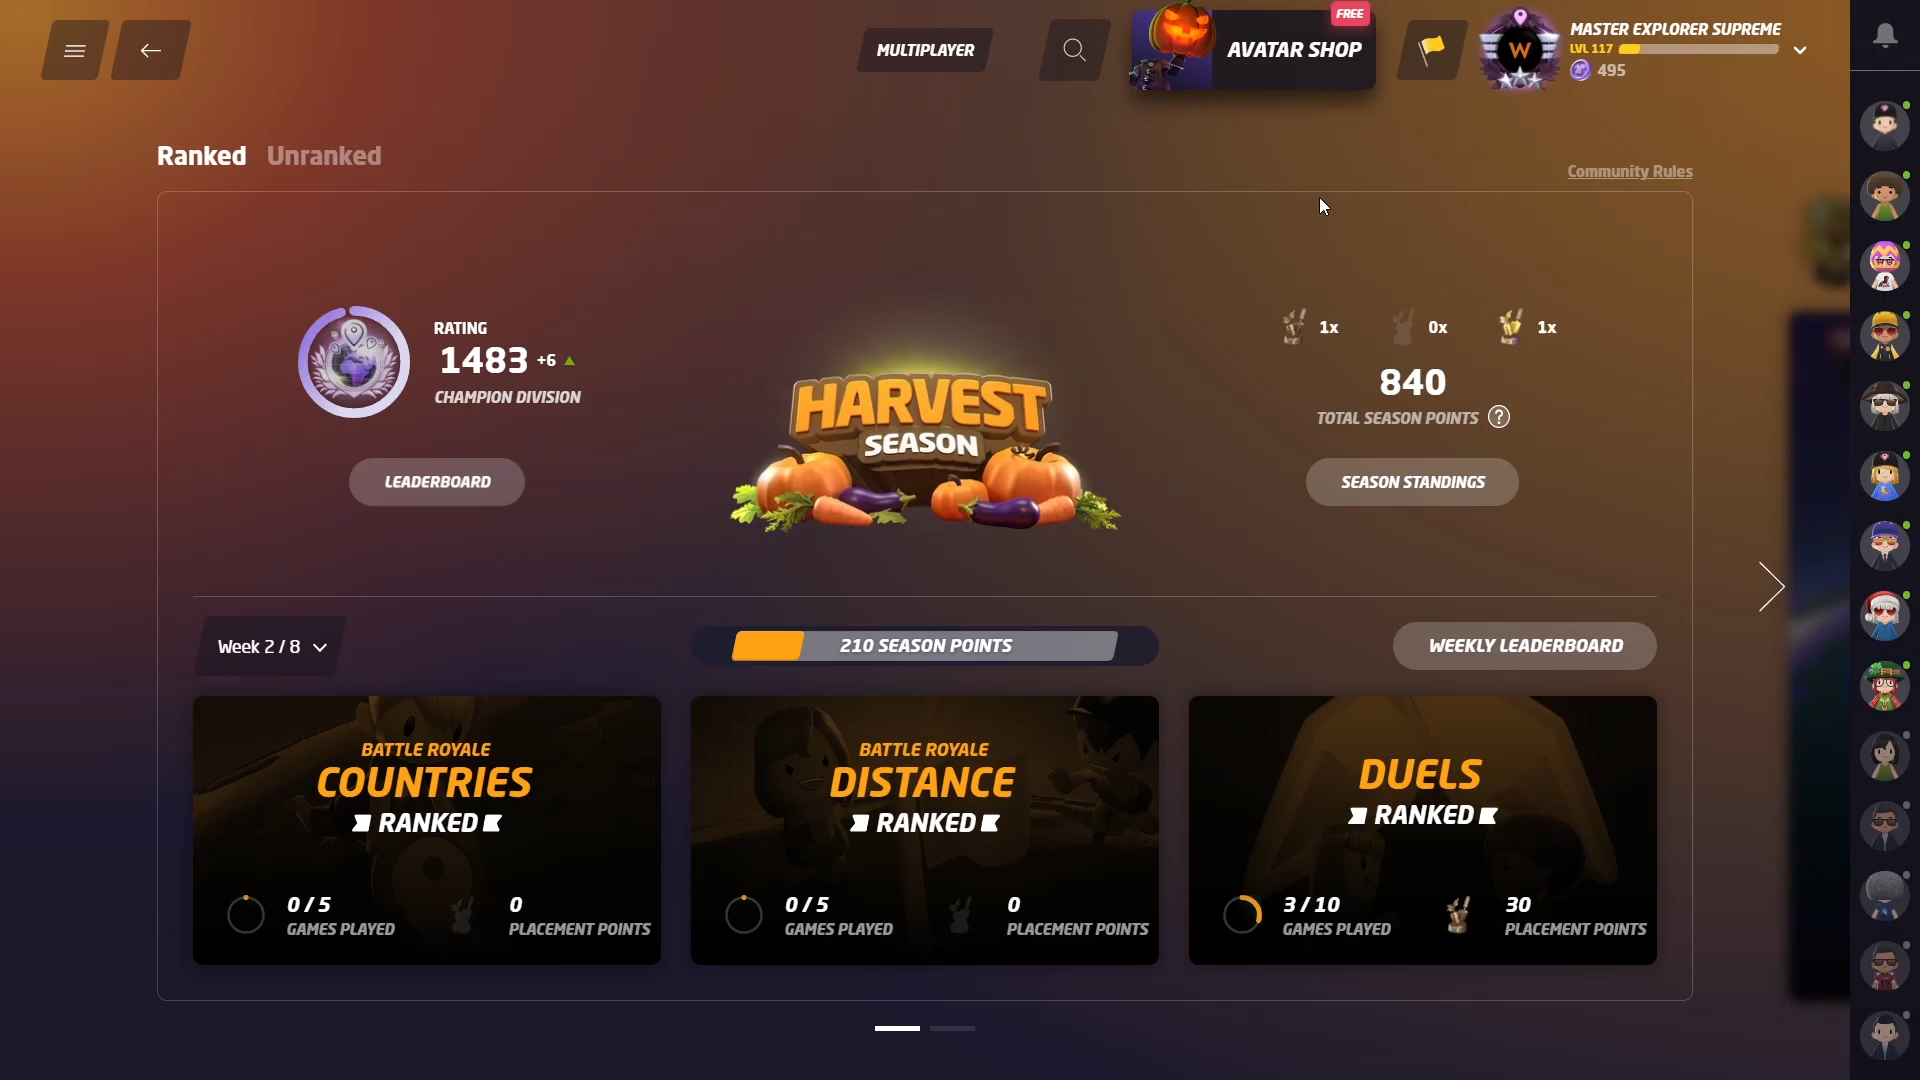 MULTIPLAYER
FREE
AVATAR SHOP
W
MASTER EXPLORER SUPREME
LVL 117
495
Ranked
Unranked
Community Rules
RATING
1483 +6
CHAMPION DIVISION
LEADERBOARD
HARVEST
SEASON
1x
0x
1x
840
TOTAL SEASON POINTS ?
SEASON STANDINGS
Week 2 / 8
210 SEASON POINTS
WEEKLY LEADERBOARD
BATTLE ROYALE
COUNTRIES
RANKED
0 / 5
GAMES PLAYED
0
PLACEMENT POINTS
BATTLE ROYALE
DISTANCE
RANKED
0 / 5
GAMES PLAYED
0
PLACEMENT POINTS
DUELS
RANKED
3 / 10
GAMES PLAYED
30
PLACEMENT POINTS